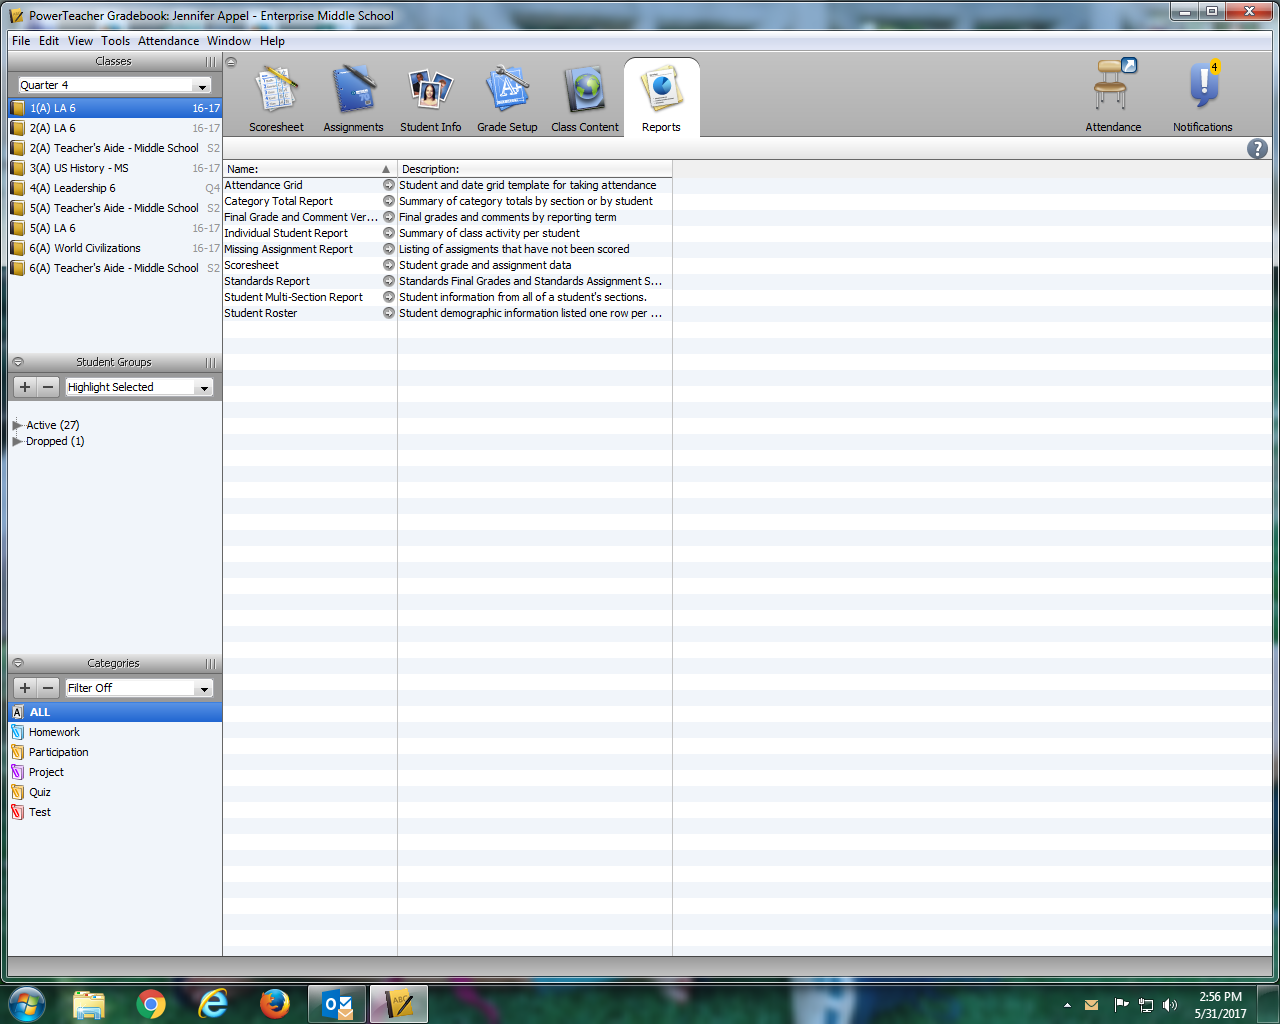 PowerTeacher Gradebook: Jennifer Appel - Enterprise Middle School
File Edit View Tools Attendance Window Help
Classes
Quarter 4
1(A) LA 6 16-17
2(A) LA 6 16-17
2(A) Teacher's Aide - Middle School S2
3(A) US History - MS 16-17
4(A) Leadership 6 Q4
5(A) Teacher's Aide - Middle School S2
5(A) LA 6 16-17
6(A) World Civilizations 16-17
6(A) Teacher's Aide - Middle School S2
Student Groups
Highlight Selected
Active (27)
Dropped (1)
Categories
Filter Off
ALL
Homework
Participation
Project
Quiz
Test
Scoresheet Assignments Student Info Grade Setup Class Content Reports Attendance Notifications
4
?
Name: Description:
Attendance Grid Student and date grid template for taking attendance
Category Total Report Summary of category totals by section or by student
Final Grade and Comment Ver... Final grades and comments by reporting term
Individual Student Report Summary of class activity per student
Missing Assignment Report Listing of assigments that have not been scored
Scoresheet Student grade and assignment data
Standards Report Standards Final Grades and Standards Assignment S...
Student Multi-Section Report Student information from all of a student's sections.
Student Roster Student demographic information listed one row per ...
2:56 PM
5/31/2017